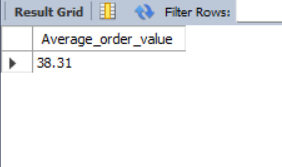 Result Grid Filter Rows:
Average_order_value
38.31